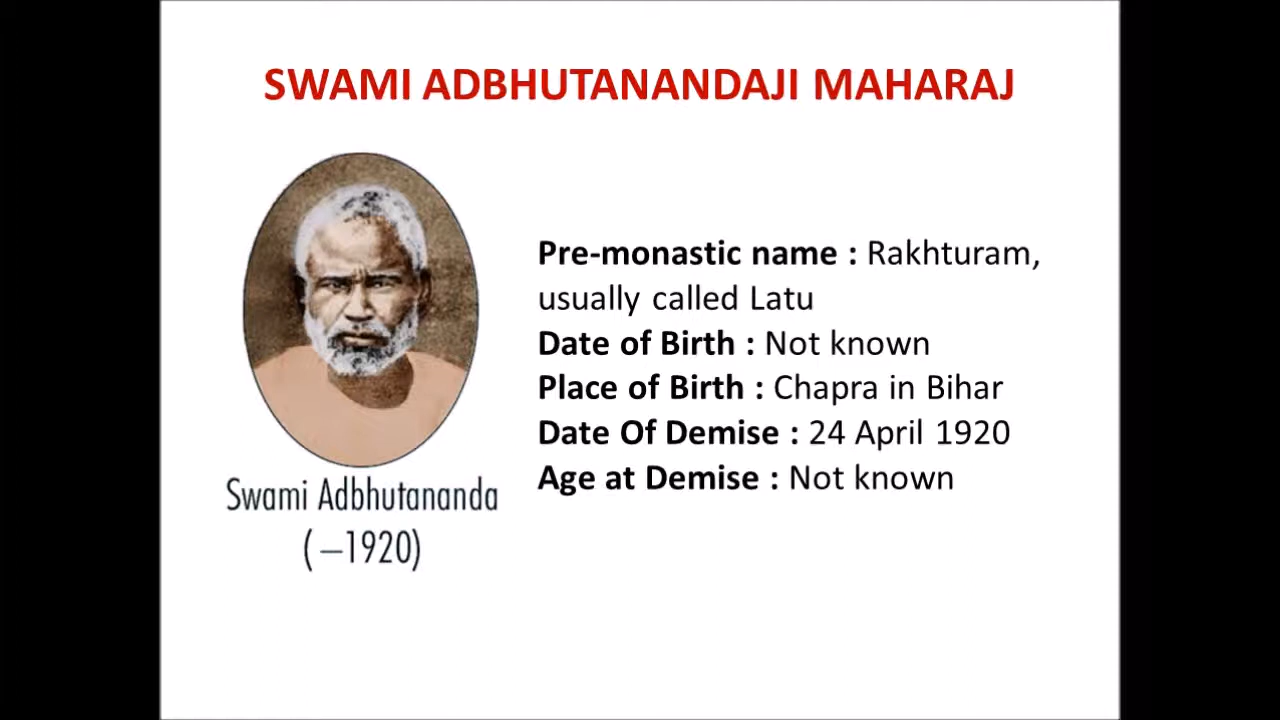 SWAMI ADBHUTANANDAJI MAHARAJ
Pre-monastic name : Rakhturam,
usually called Latu
Date of Birth : Not known
Place of Birth : Chapra in Bihar
Date Of Demise : 24 April 1920
Age at Demise : Not known
Swami Adbhutananda
( –1920)